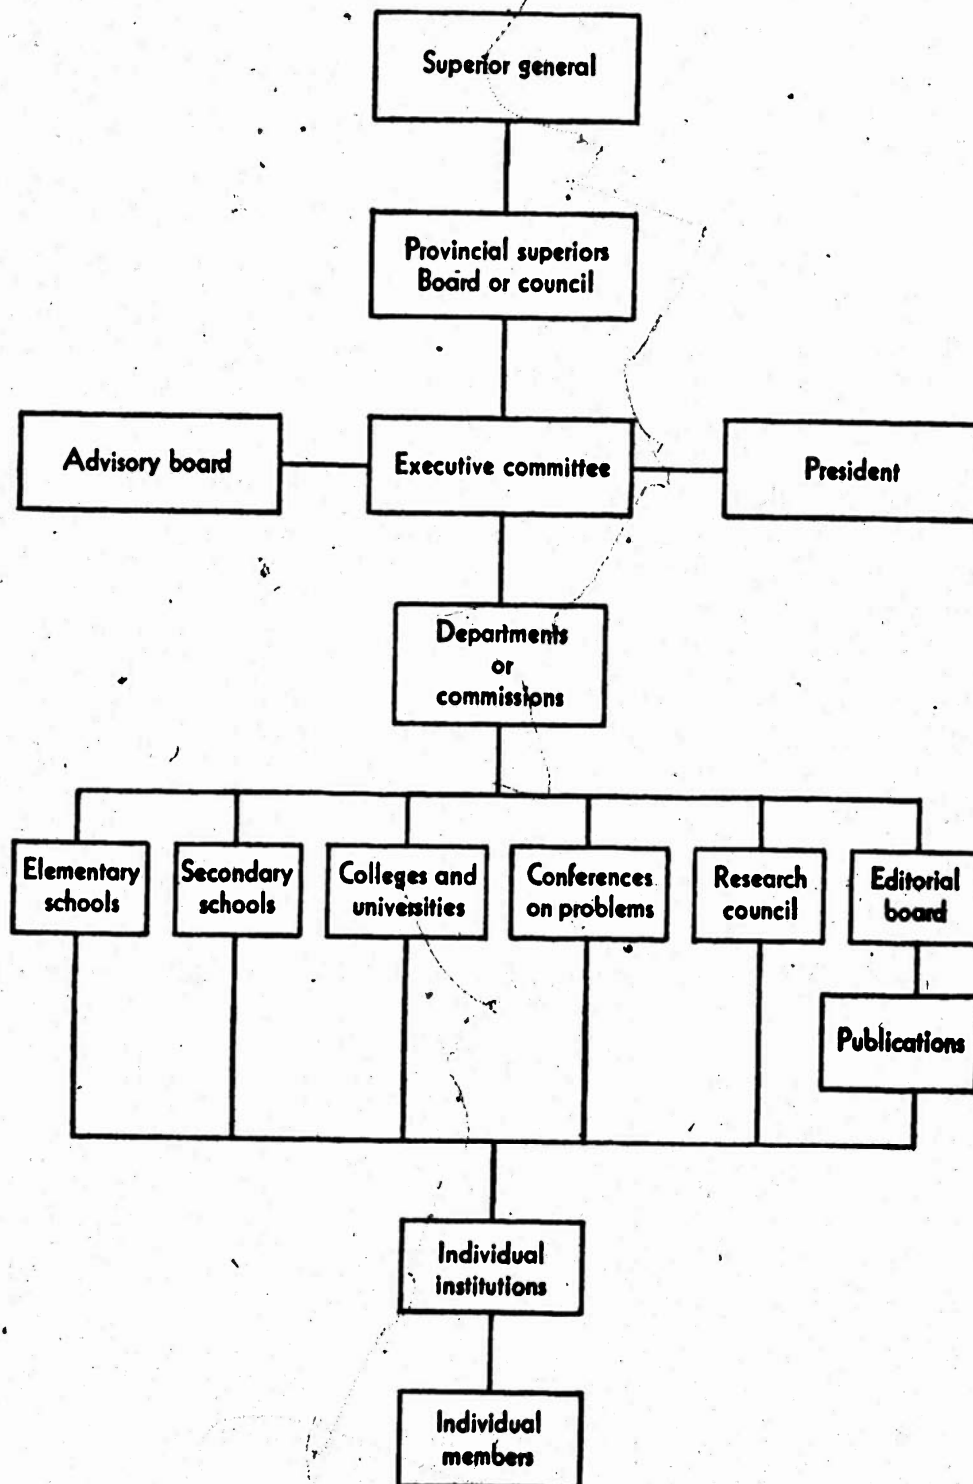 Superior general
Provincial superiors
Board or council
Advisory board
Executive committee
President
Departments
or
commissions
Elementary
schools
Secondary
schools
Colleges and
universities
Conferences
on problems
Research
council
Editorial
board
Publications
Individual
institutions
Individual
members